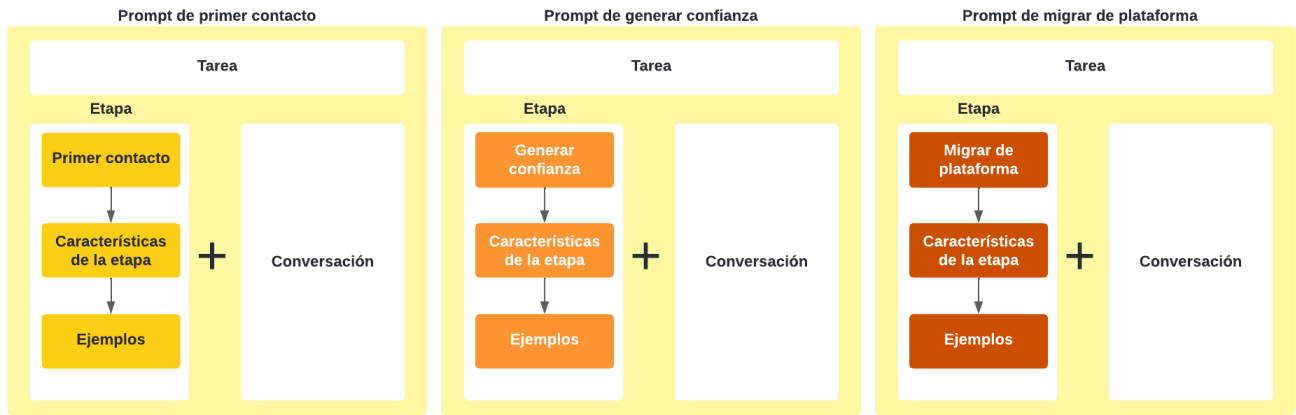 Prompt de primer contacto
Tarea
Etapa
Primer contacto
Características
de la etapa
Ejemplos
+
Conversación
Prompt de generar confianza
Tarea
Etapa
Generar
confianza
Características
de la etapa
Ejemplos
+
Conversación
Prompt de migrar de plataforma
Tarea
Etapa
Migrar de
plataforma
Características
de la etapa
Ejemplos
+
Conversación